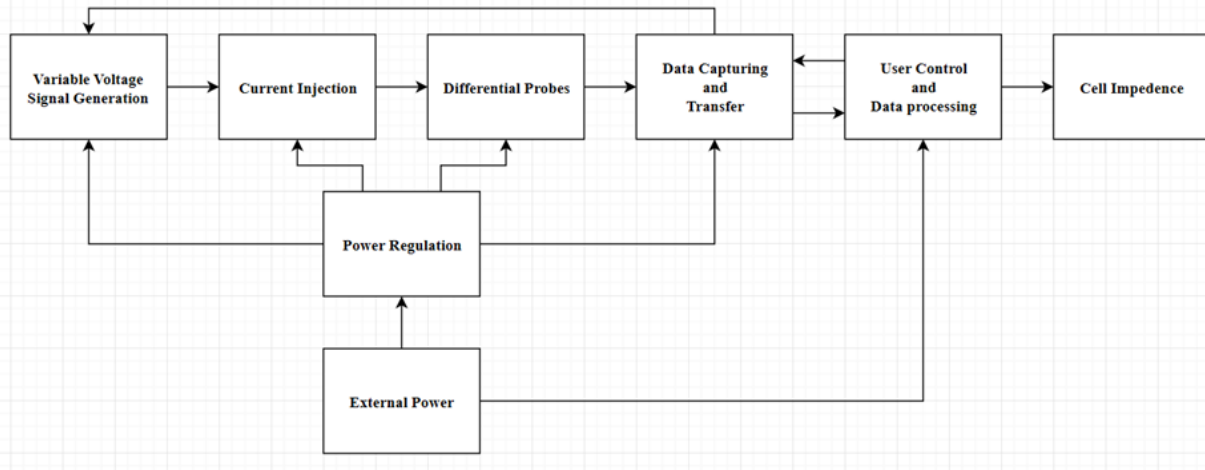 Variable Voltage
Signal Generation
Current Injection
Differential Probes
Data Capturing
and
Transfer
User Control
and
Data processing
Cell Impedence
Power Regulation
External Power